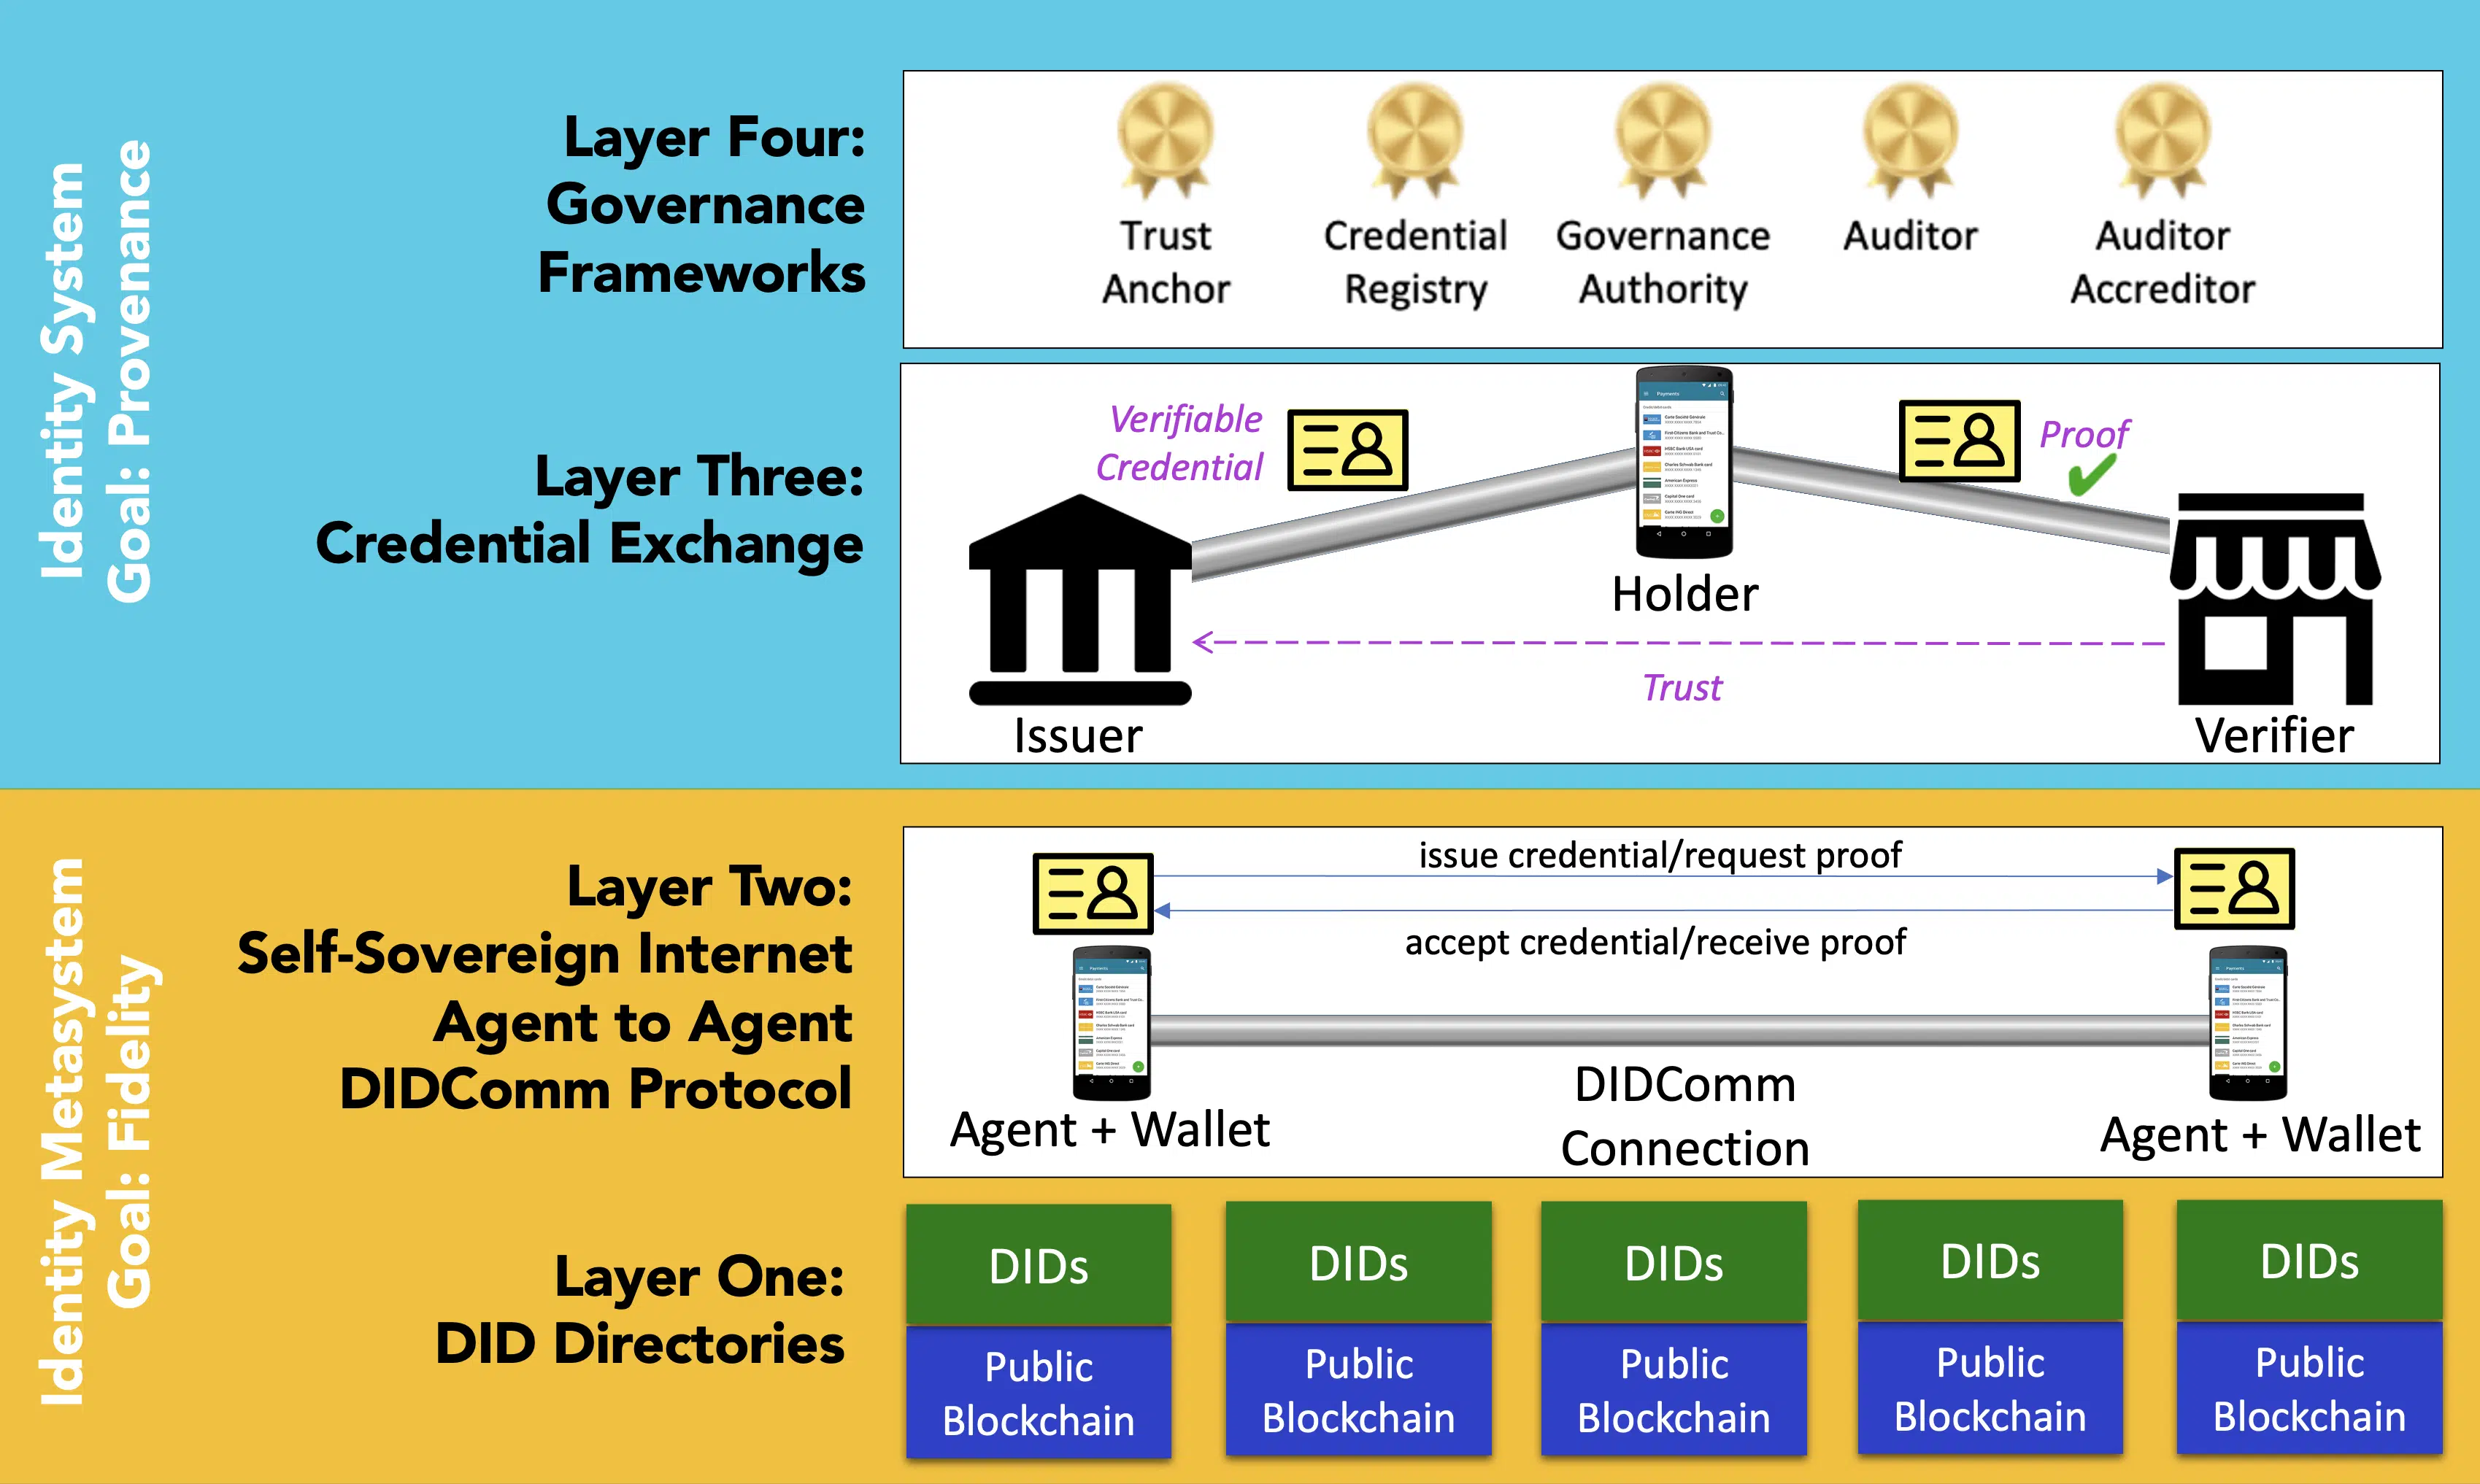 Identity System
Goal: Provenance
Layer Four:
Governance
Frameworks
Trust
Anchor
Credential
Registry
Governance
Authority
Auditor
Auditor
Accreditor
Layer Three:
Credential Exchange
Verifiable
Credential
Payments
Proof
Holder
Trust
Issuer
Verifier
Identity Metasystem
Goal: Fidelity
Layer Two:
Self-Sovereign Internet
Agent to Agent
DIDComm Protocol
issue credential/request proof
accept credential/receive proof
Payments
Payments
Agent + Wallet
DIDComm
Connection
Agent + Wallet
Layer One:
DID Directories
DIDs
DIDs
DIDs
DIDs
DIDs
Public
Blockchain
Public
Blockchain
Public
Blockchain
Public
Blockchain
Public
Blockchain